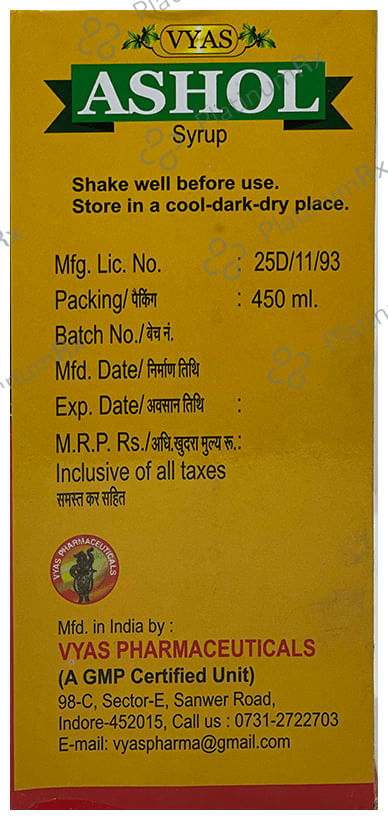 VYAS
ASHOL
Syrup
Shake well before use.
Store in a cool-dark-dry place.
Mfg. Lic. No. : 25D/11/93
Packing/ पैकिंग : 450 ml.
Batch No./ बेच नं.
Mfd. Date/ निर्माण तिथि
Exp. Date/ अवसान तिथि :
M.R.P. Rs./अधि.खुदरा मुल्य रू.:
Inclusive of all taxes
समस्त कर सहित
VYAS PHARMACEUTICALS
Mfd. in India by :
VYAS PHARMACEUTICALS
(A GMP Certified Unit)
98-C, Sector-E, Sanwer Road,
Indore-452015, Call us : 0731-2722703
E-mail: vyaspharma@gmail.com
PlatinumRx